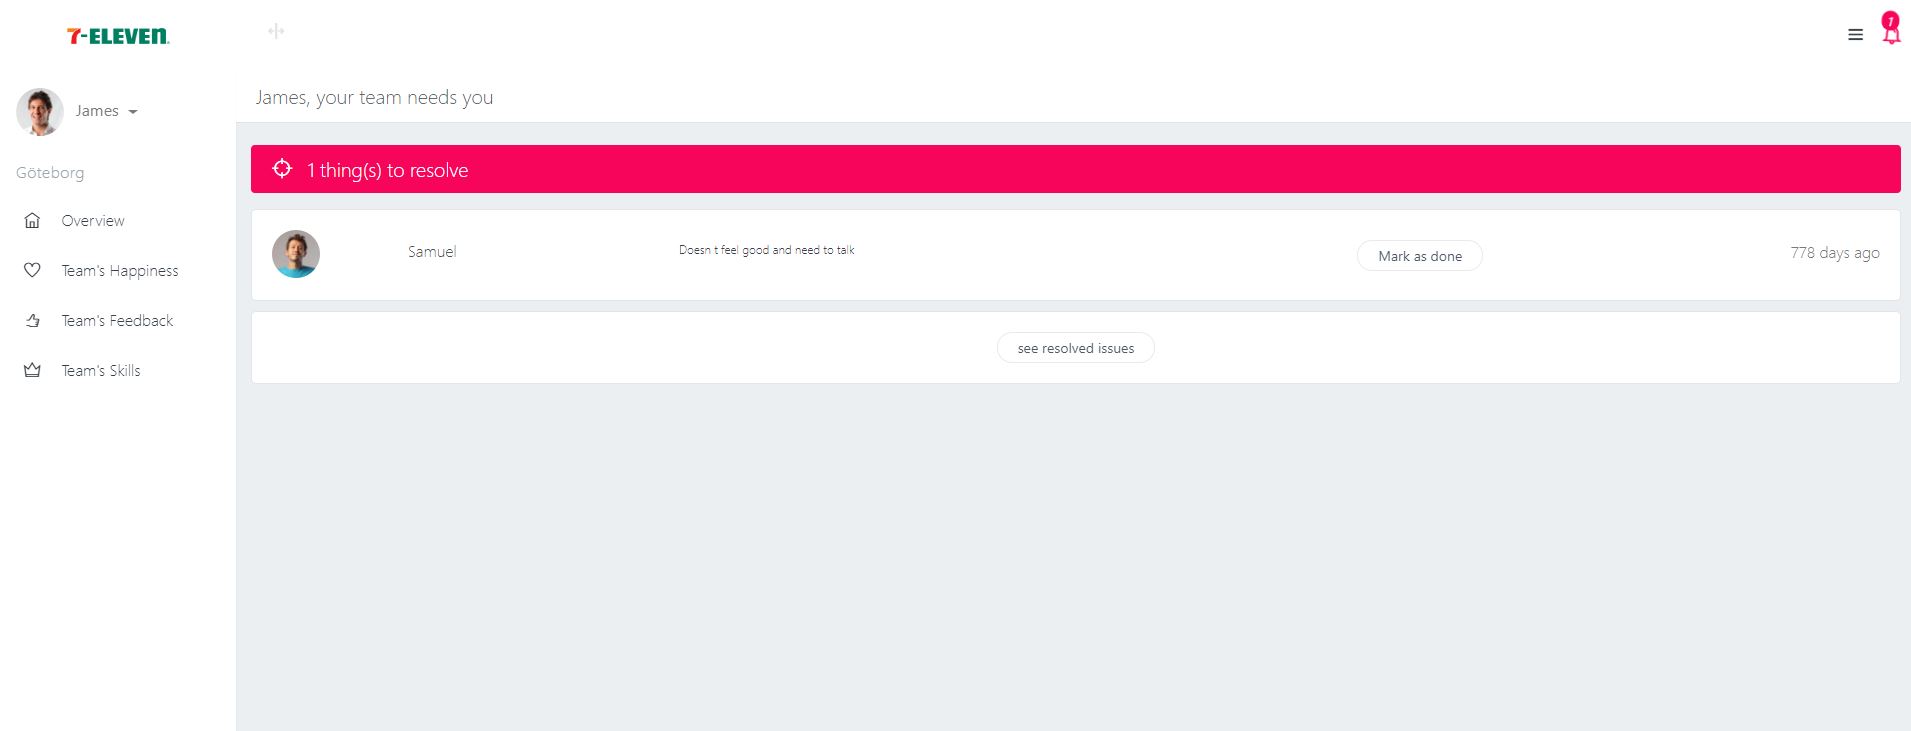 7-ELEVEN
1
James
James, your team needs you
Göteborg
Overview
Team's Happiness
Team's Feedback
Team's Skills
1 thing(s) to resolve
Samuel
Doesn t feel good and need to talk
Mark as done
778 days ago
see resolved issues